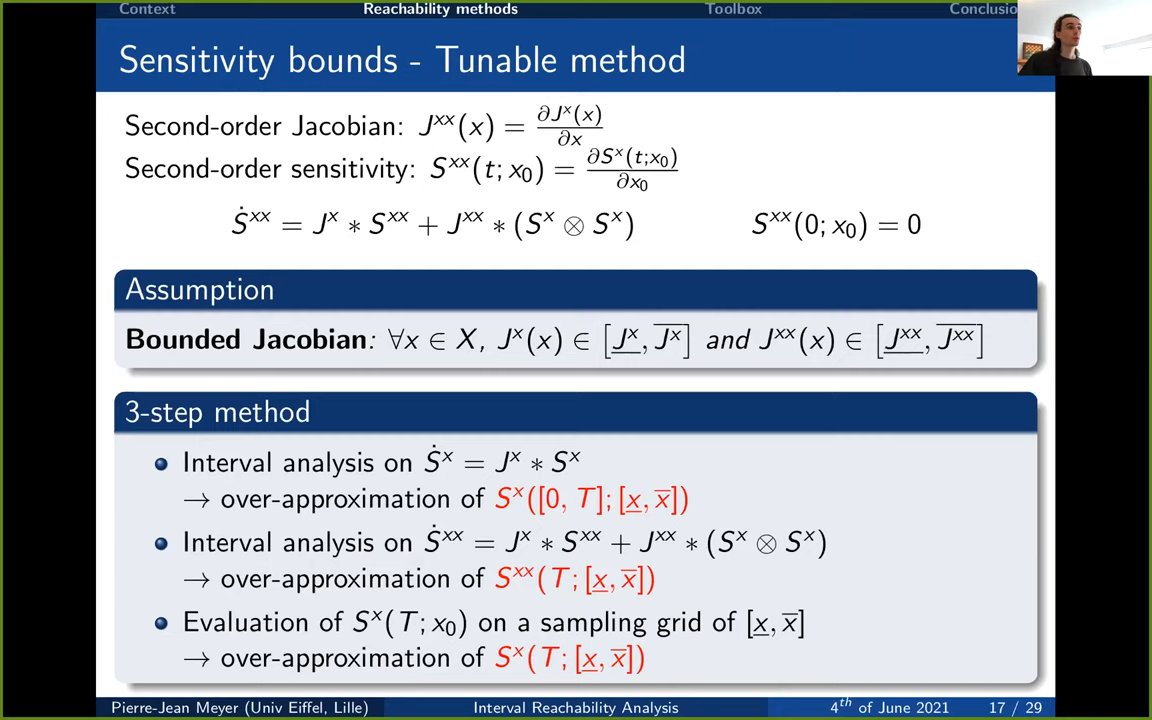 Context Reachability methods Toolbox Conclusio
Sensitivity bounds - Tunable method
Second-order Jacobian: J^{xx}(x) = ∂J^x(x)/∂x
Second-order sensitivity: S^{xx}(t; x₀) = ∂S^x(t;x₀)/∂x₀
Ṡ^{xx} = J^x ∗ S^{xx} + J^{xx} ∗ (S^x ⊗ S^x) S^{xx}(0; x₀) = 0
Assumption
Bounded Jacobian: ∀x ∈ X, J^x(x) ∈ [J̲^x, J̅^x] and J^{xx}(x) ∈ [J̲^{xx}, J̅^{xx}]
3-step method
Interval analysis on Ṡ^x = J^x ∗ S^x
→ over-approximation of S^x([0, T]; [x̲, x̅])
Interval analysis on Ṡ^{xx} = J^x ∗ S^{xx} + J^{xx} ∗ (S^x ⊗ S^x)
→ over-approximation of S^{xx}(T; [x̲, x̅])
Evaluation of S^x(T; x₀) on a sampling grid of [x̲, x̅]
→ over-approximation of S^x(T; [x̲, x̅])
Pierre-Jean Meyer (Univ Eiffel, Lille) Interval Reachability Analysis 4^{th} of June 2021 17 / 29